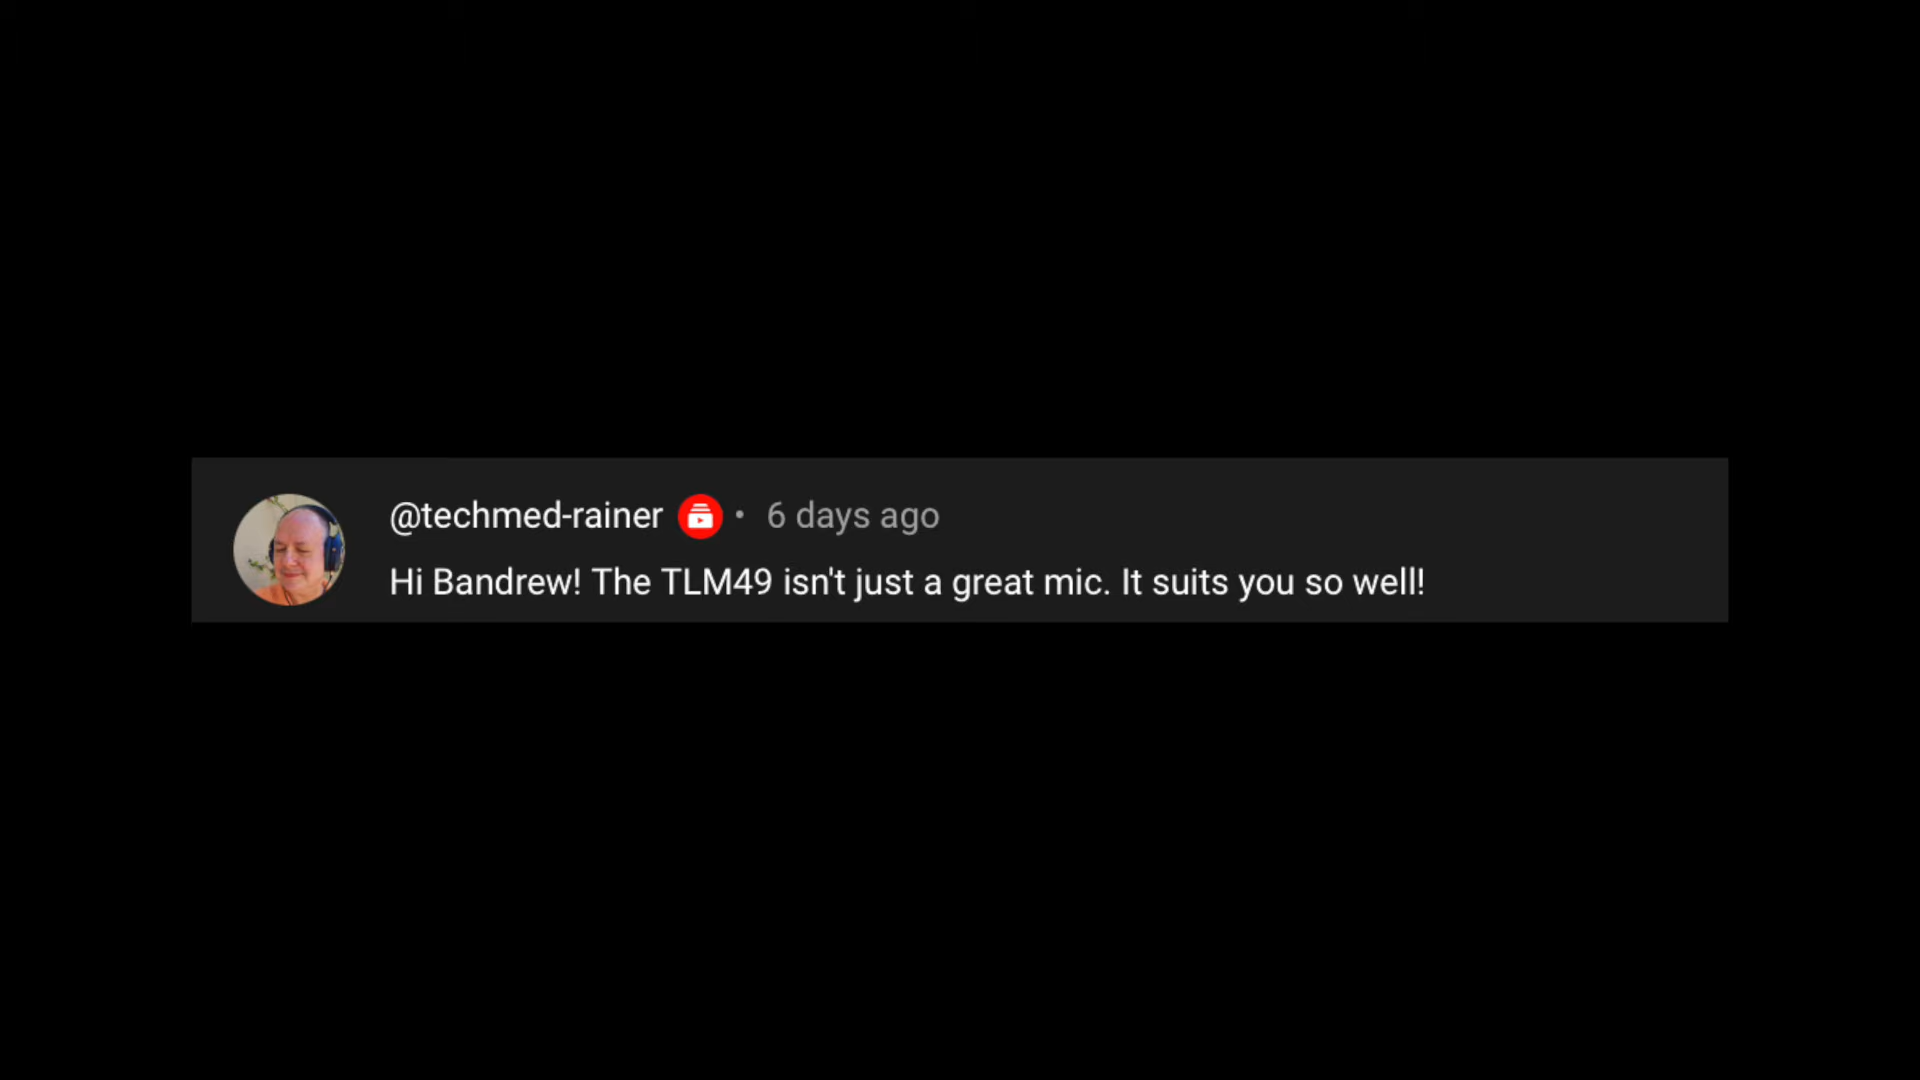 @techmed-rainer • 6 days ago
Hi Bandrew! The TLM49 isn't just a great mic. It suits you so well!